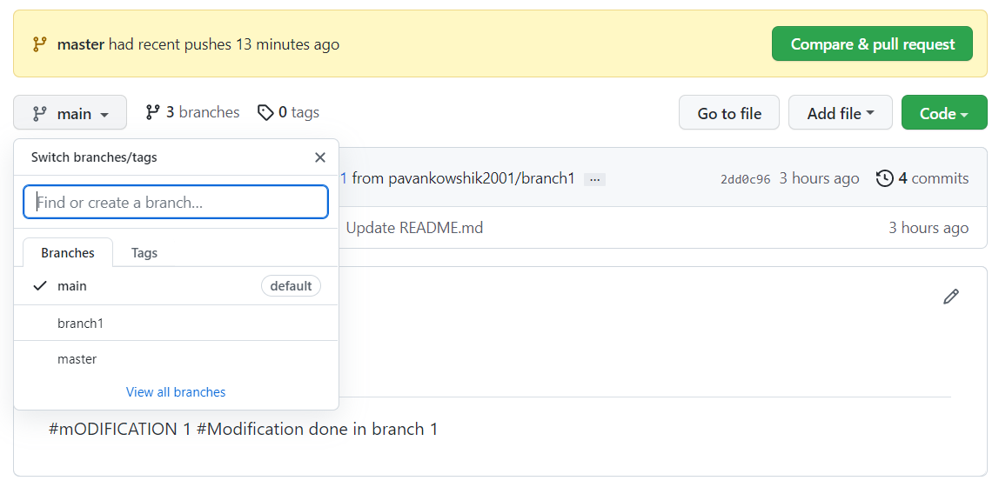 master had recent pushes 13 minutes ago Compare & pull request
main 3 branches 0 tags Go to file Add file Code
Switch branches/tags
1 from pavankowshik2001/branch1 ... 2dd0c96 3 hours ago 4 commits
Find or create a branch...
Update README.md 3 hours ago
Branches Tags
main default
branch1
master
View all branches
#mODIFICATION 1 #Modification done in branch 1